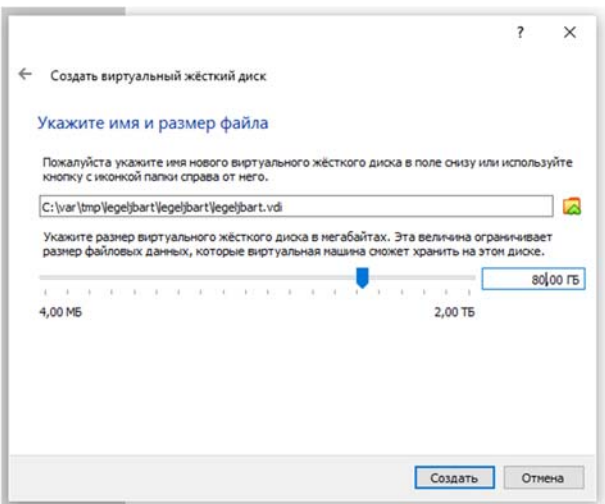 ?
Создать виртуальный жёсткий диск
Укажите имя и размер файла
Пожалуйста укажите имя нового виртуального жёсткого диска в поле снизу или используйте
кнопку с иконкой папки справа от него.
C:\var\tmp\legeljbart\legeljbart\legeljbart.vdi
Укажите размер виртуального жёсткого диска в мегабайтах. Эта величина ограничивает
размер файловых данных, которые виртуальная машина сможет хранить на этом диске.
80,00 ГБ
4,00 МБ 2,00 ТБ
Создать Отмена